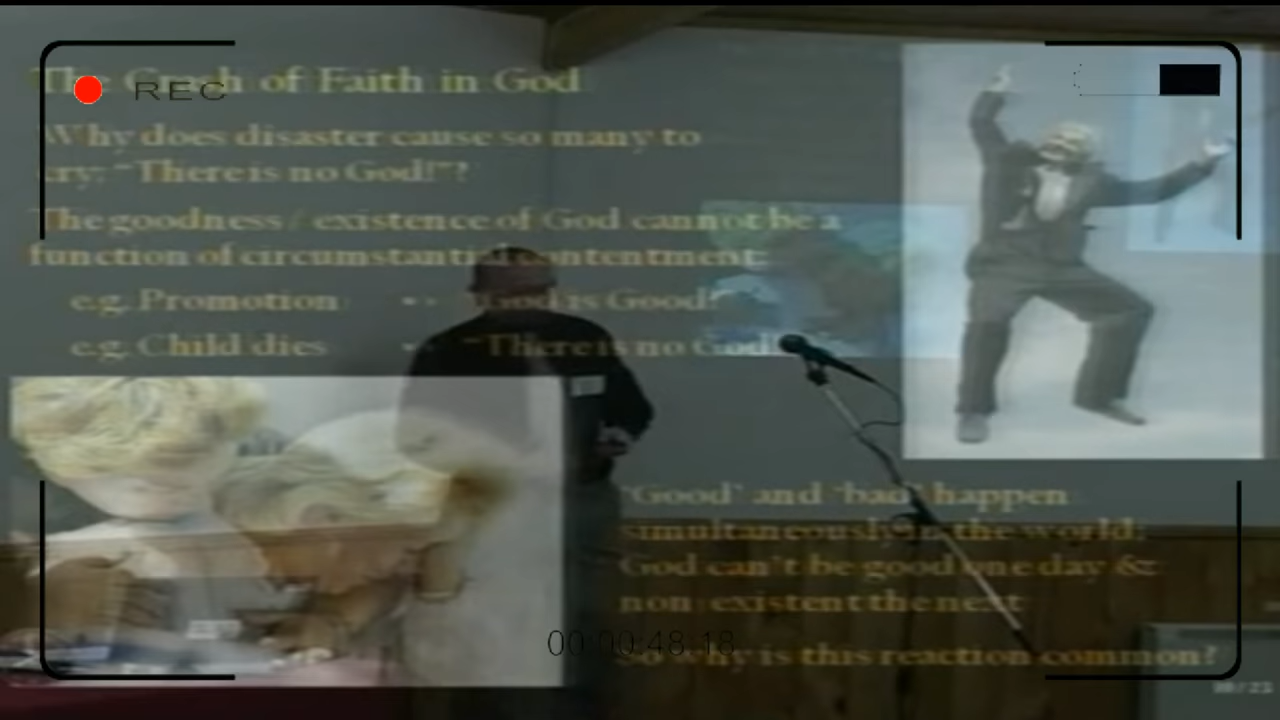 The Crash of Faith in God
REC
Why does disaster cause so many to
cry: "There is no God!"?
The goodness / existence of God cannot be a
function of circumstantial contentment:
e.g. Promotion "God is Good!"
e.g. Child dies "There is no God!"
'Good' and 'bad' happen
simultaneously in the world:
God can't be good one day &
non-existent the next
00:00:48:18
So why is this reaction common?